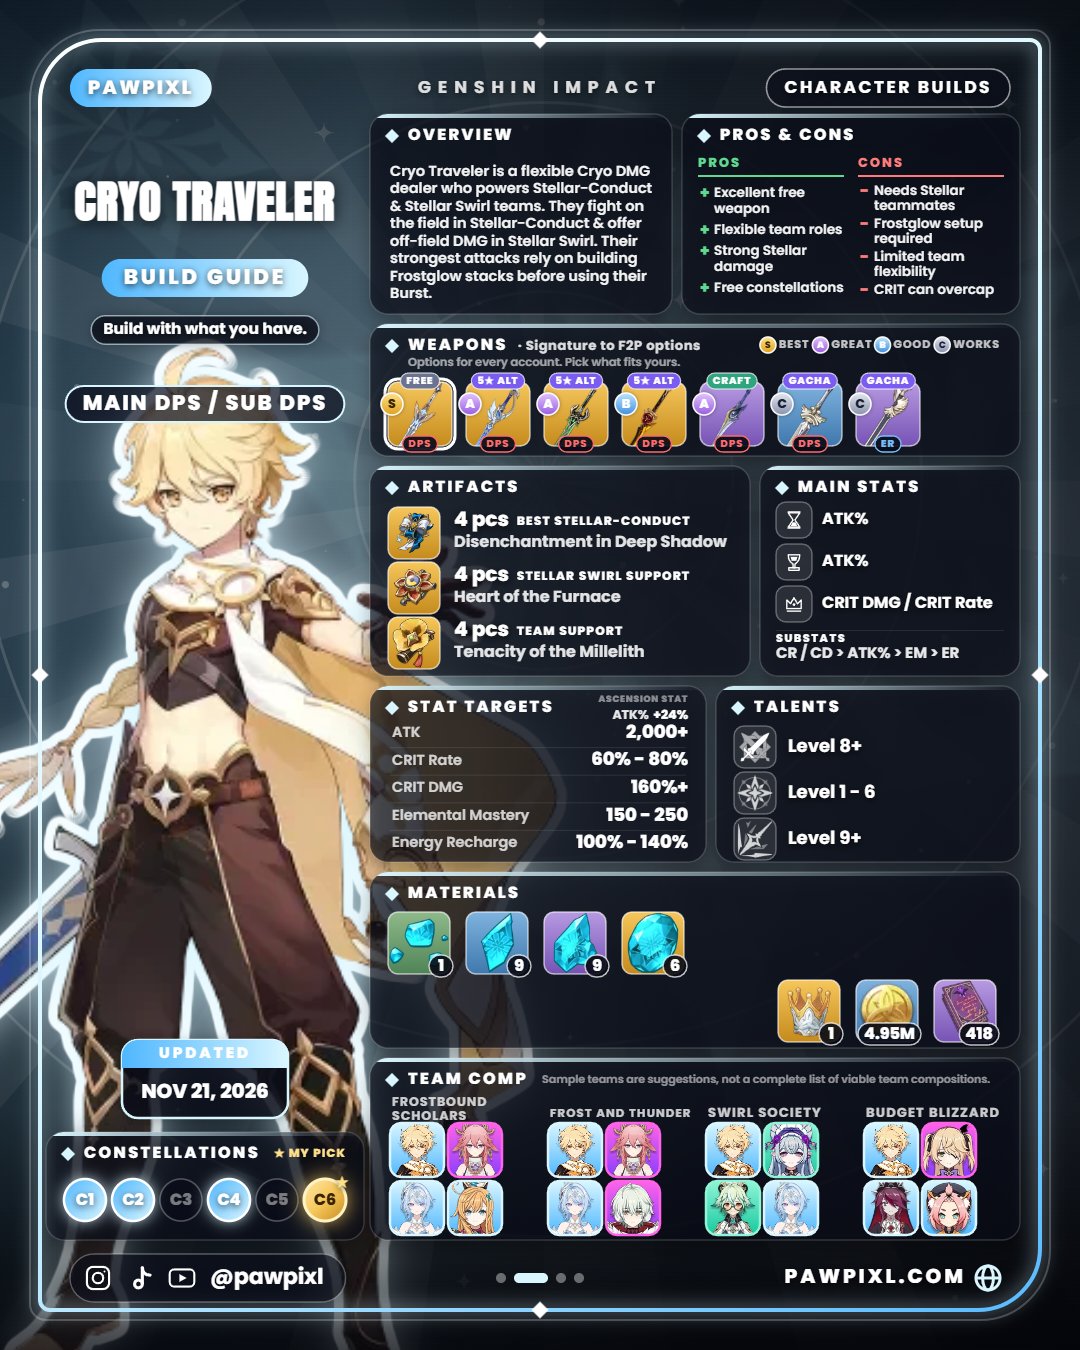 PAWPIXL
GENSHIN IMPACT
CHARACTER BUILDS
CRYO TRAVELER
BUILD GUIDE
Build with what you have.
MAIN DPS / SUB DPS
OVERVIEW
Cryo Traveler is a flexible Cryo DMG
dealer who powers Stellar-Conduct
& Stellar Swirl teams. They fight on
the field in Stellar-Conduct & offer
off-field DMG in Stellar Swirl. Their
strongest attacks rely on building
Frostglow stacks before using their
Burst.
PROS & CONS
PROS
+ Excellent free
weapon
+ Flexible team roles
+ Strong Stellar
damage
+ Free constellations
CONS
- Needs Stellar
teammates
- Frostglow setup
required
- Limited team
flexibility
- CRIT can overcap
WEAPONS · Signature to F2P options
S BEST A GREAT B GOOD C WORKS
Options for every account. Pick what fits yours.
FREE 5★ ALT 5★ ALT 5★ ALT CRAFT GACHA GACHA
S A A B A C C
DPS DPS DPS DPS DPS DPS ER
ARTIFACTS
4 pcs BEST STELLAR-CONDUCT
Disenchantment in Deep Shadow
4 pcs STELLAR SWIRL SUPPORT
Heart of the Furnace
4 pcs TEAM SUPPORT
Tenacity of the Millelith
MAIN STATS
ATK%
ATK%
CRIT DMG / CRIT Rate
SUBSTATS
CR / CD > ATK% > EM > ER
STAT TARGETS
ASCENSION STAT
ATK% +24%
ATK 2,000+
CRIT Rate 60% – 80%
CRIT DMG 160%+
Elemental Mastery 150 – 250
Energy Recharge 100% – 140%
TALENTS
Level 8+
Level 1 – 6
Level 9+
MATERIALS
1 9 9 6
1 4.95M 418
TEAM COMP Sample teams are suggestions, not a complete list of viable team compositions.
FROSTBOUND
SCHOLARS
FROST AND THUNDER
SWIRL SOCIETY
BUDGET BLIZZARD
UPDATED
NOV 21, 2026
CONSTELLATIONS ★ MY PICK
C1 C2 C3 C4 C5 C6
@pawpixl
PAWPIXL.COM